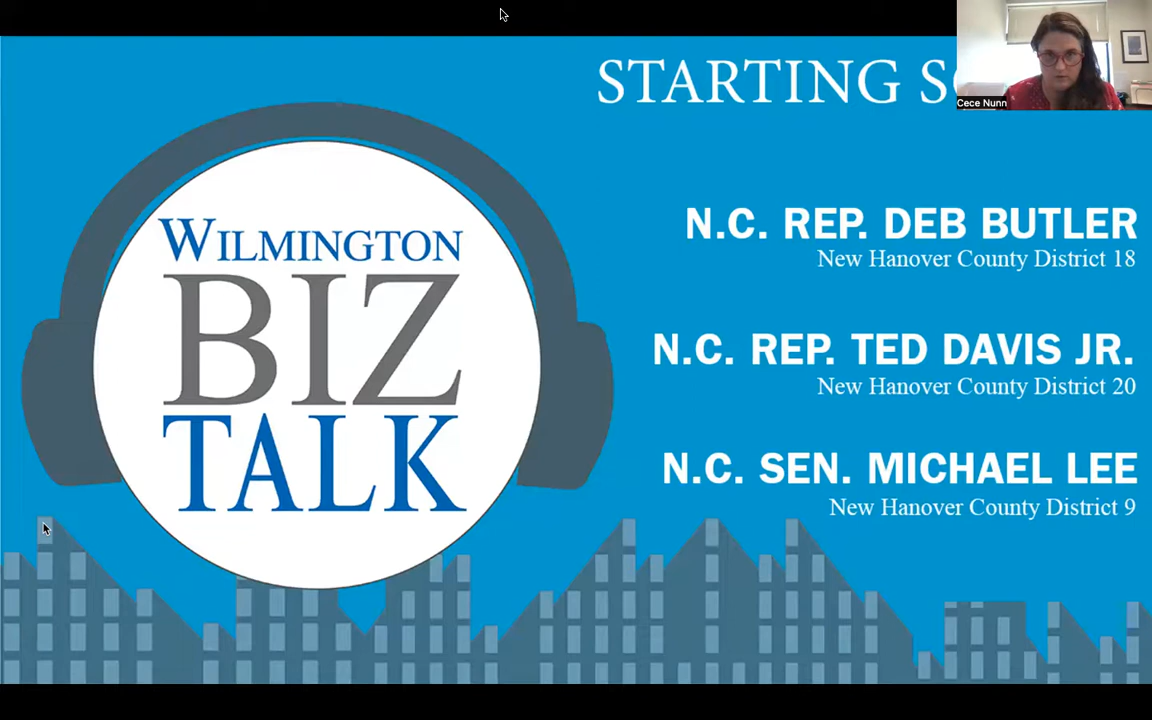 STARTING
Cece Nunn
WILMINGTON
BIZ
TALK
N.C. REP. DEB BUTLER
New Hanover County District 18
N.C. REP. TED DAVIS JR.
New Hanover County District 20
N.C. SEN. MICHAEL LEE
New Hanover County District 9